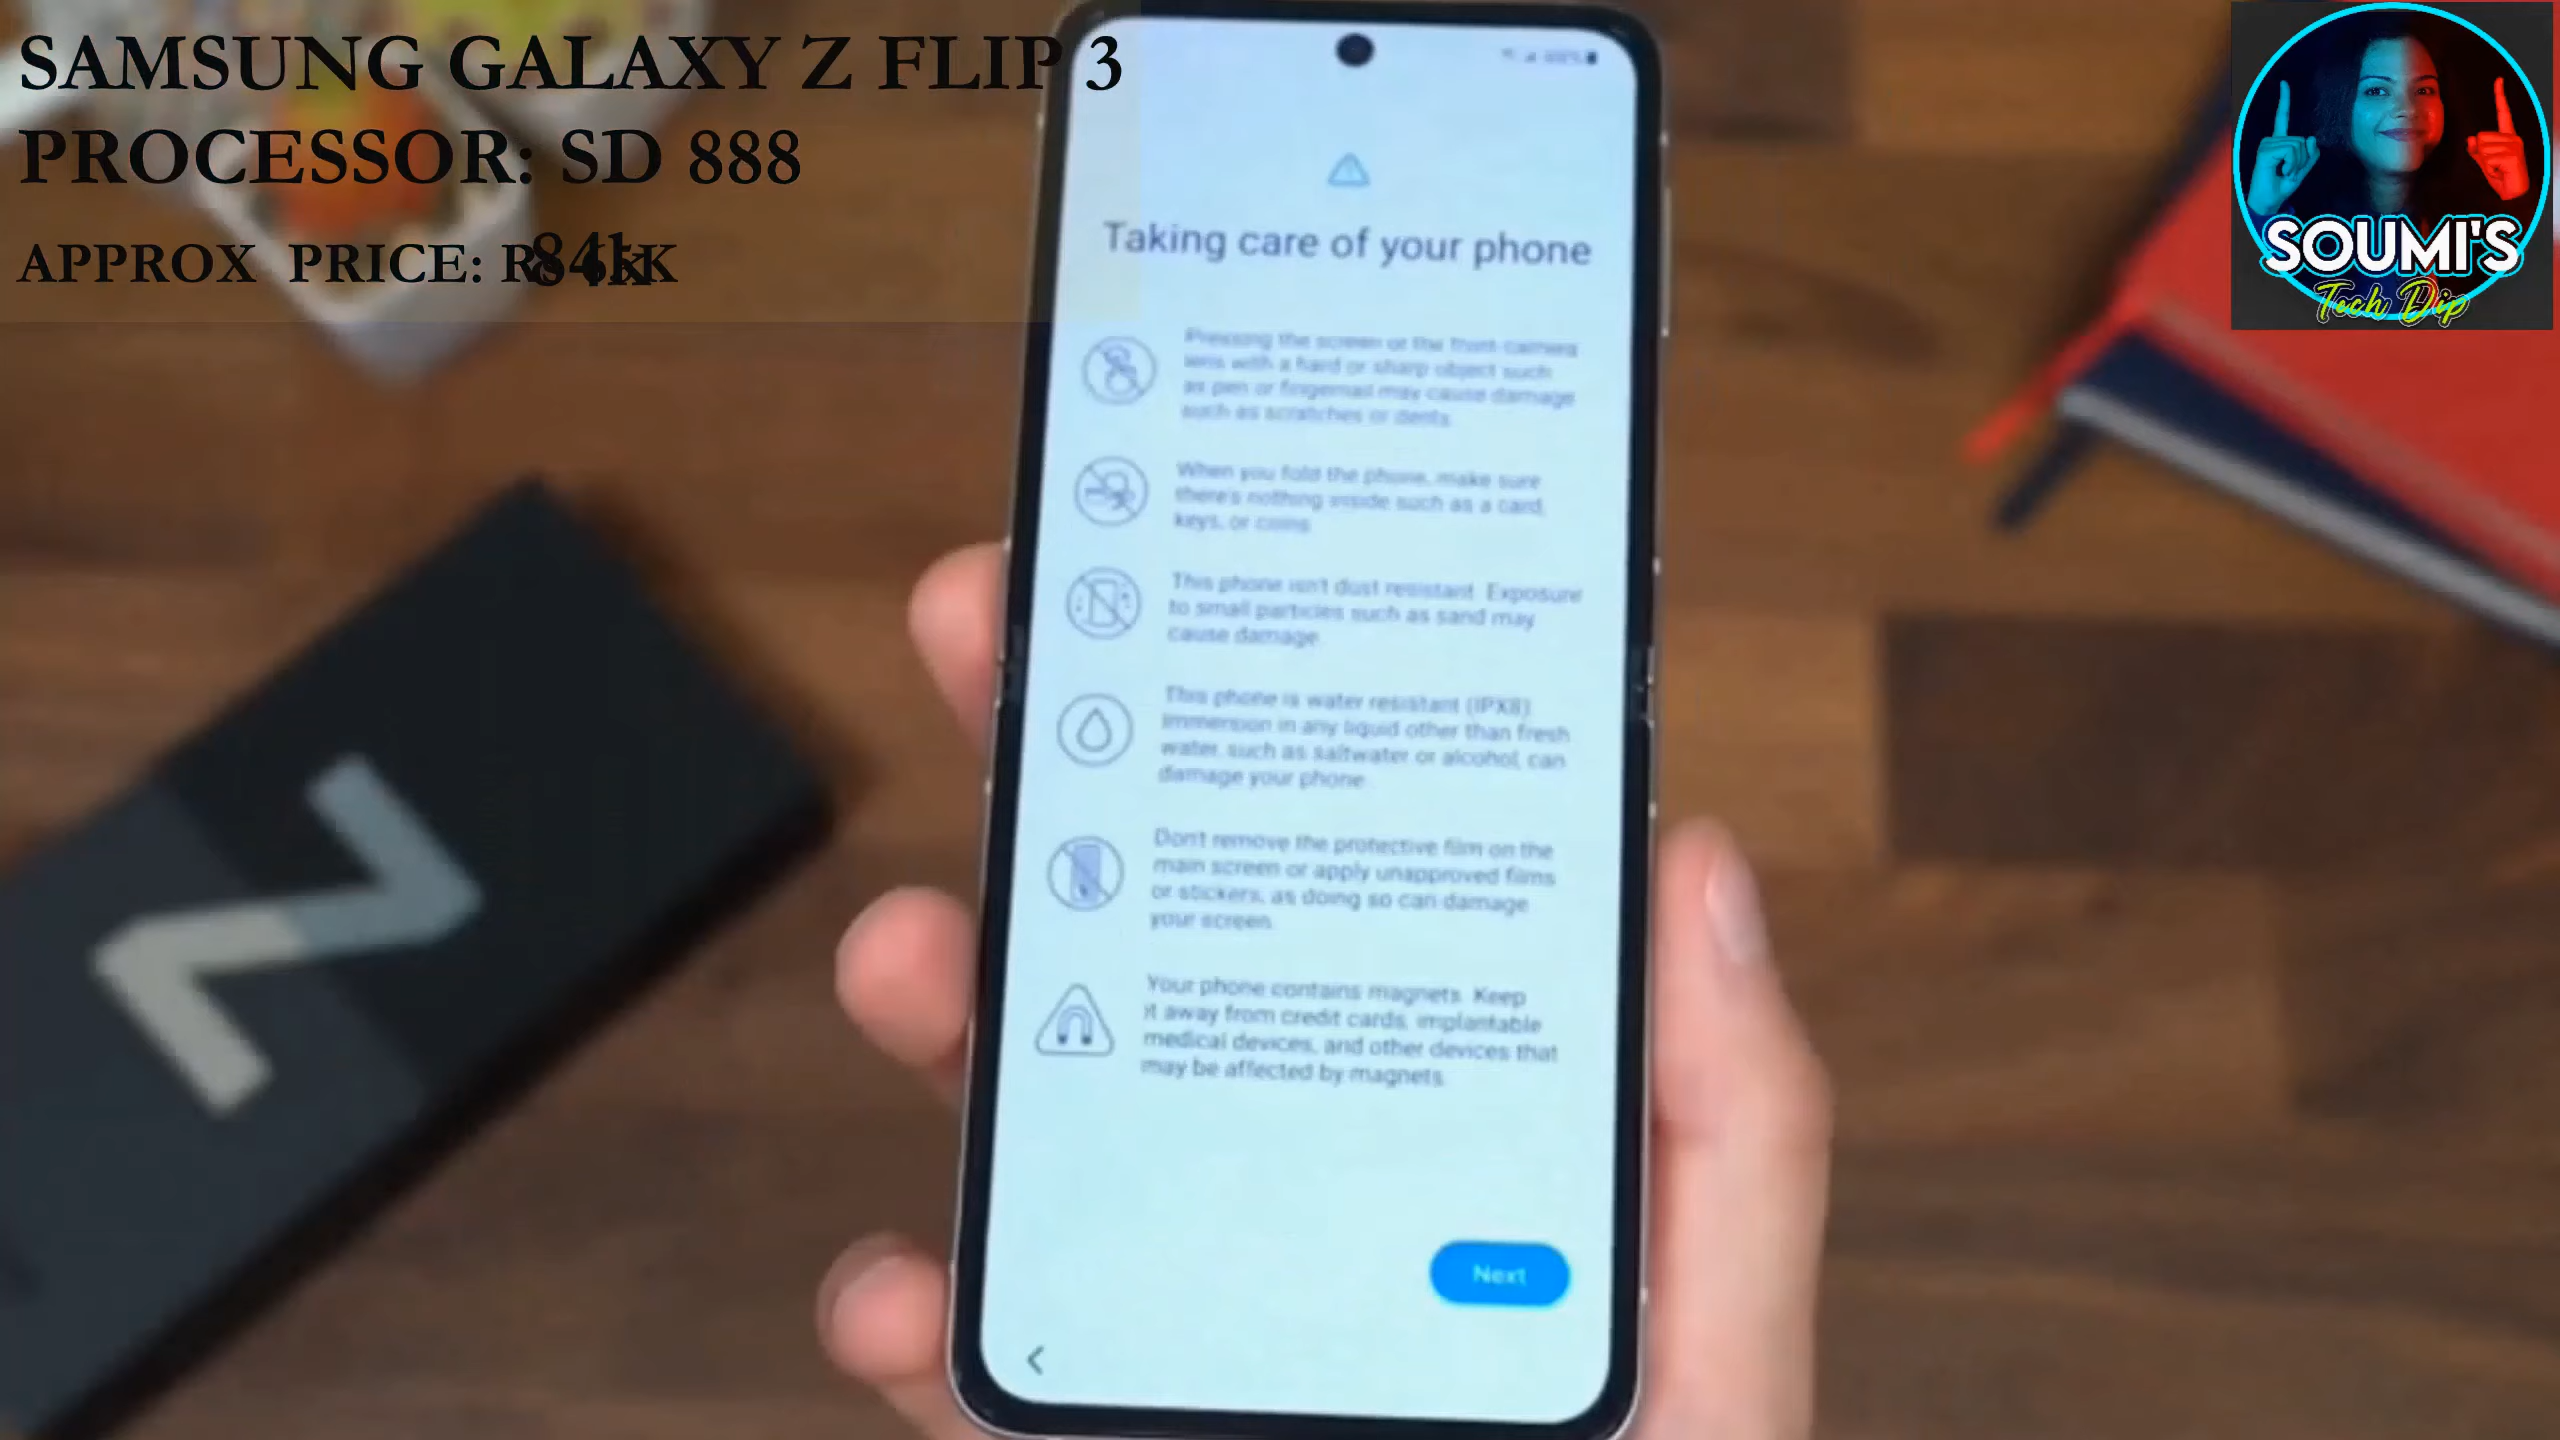 SAMSUNG GALAXY Z FLIP 3
PROCESSOR: SD 888
APPROX PRICE: RS 84k
SOUMI'S
Tech Dip
Taking care of your phone
Pressing the screen or the front camera
lens with a hard or sharp object such
as pen or fingernail may cause damage
such as scratches or dents.
When you fold the phone, make sure
there's nothing inside such as a card,
keys, or coins.
This phone isn't dust resistant. Exposure
to small particles such as sand may
cause damage.
This phone is water resistant (IPX8).
Immersion in any liquid other than fresh
water, such as saltwater or alcohol, can
damage your phone.
Don't remove the protective film on the
main screen or apply unapproved films
or stickers, as doing so can damage
your screen.
Your phone contains magnets. Keep
it away from credit cards, implantable
medical devices, and other devices that
may be affected by magnets.
Next
Z